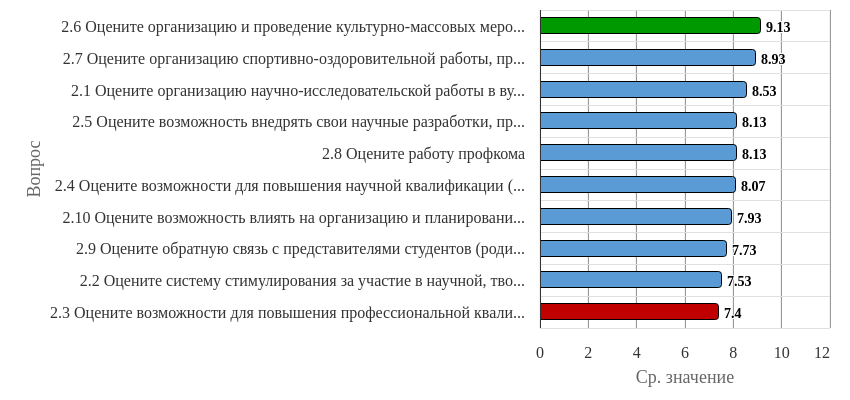 2.6 Оцените организацию и проведение культурно-массовых меро... 9.13
2.7 Оцените организацию спортивно-оздоровительной работы, пр... 8.93
2.1 Оцените организацию научно-исследовательской работы в ву... 8.53
2.5 Оцените возможность внедрять свои научные разработки, пр... 8.13
2.8 Оцените работу профкома 8.13
2.4 Оцените возможности для повышения научной квалификации (... 8.07
2.10 Оцените возможность влиять на организацию и планировани... 7.93
2.9 Оцените обратную связь с представителями студентов (роди... 7.73
2.2 Оцените систему стимулирования за участие в научной, тво... 7.53
2.3 Оцените возможности для повышения профессиональной квали... 7.4
Вопрос
0 2 4 6 8 10 12
Ср. значение